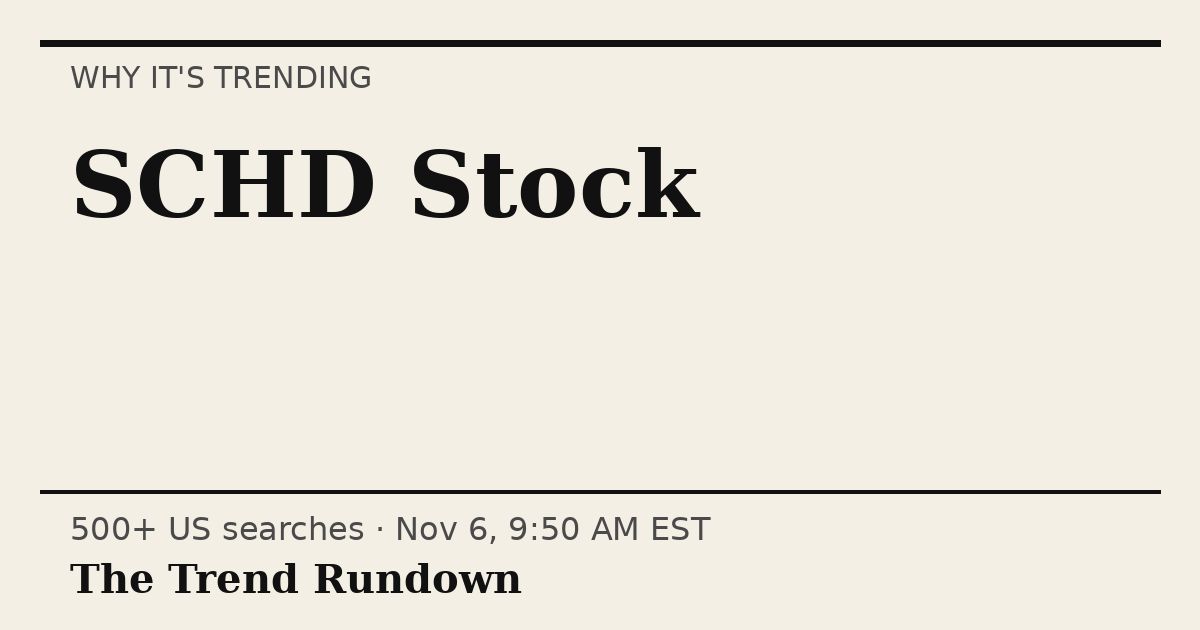 WHY IT'S TRENDING
SCHD Stock
500+ US searches · Nov 6, 9:50 AM EST
The Trend Rundown